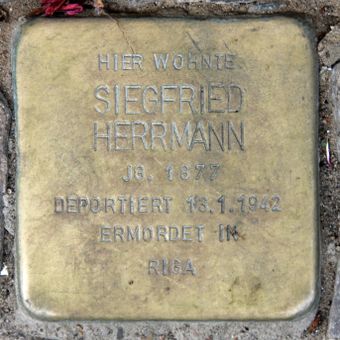 HIER WOHNTE
SIEGFRIED
HERRMANN
JG. 1877
DEPORTIERT 13.1.1942
ERMORDET IN
RIGA